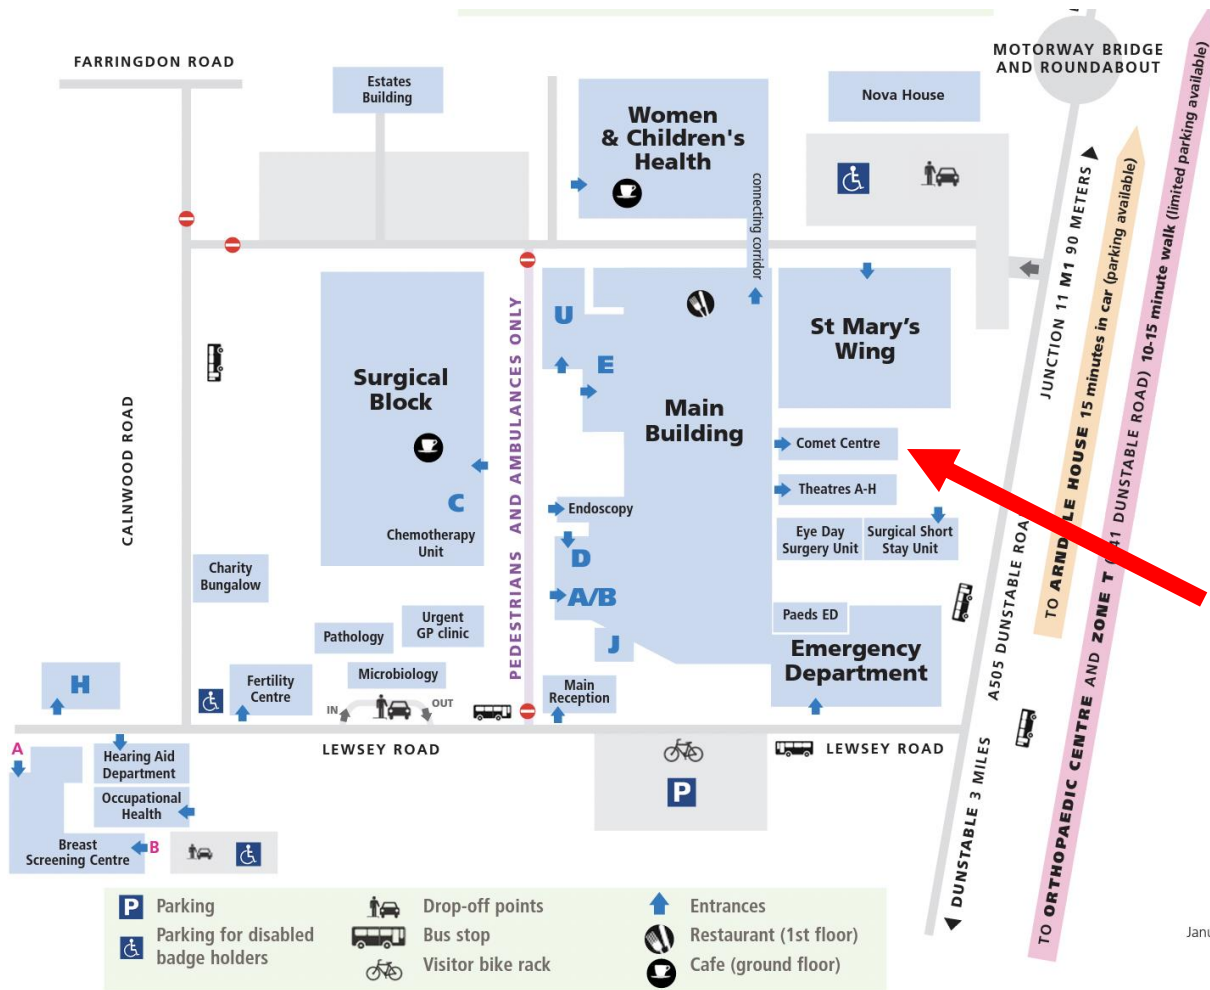 FARRINGDON ROAD
Estates
Building
Women
& Children's
Health
Nova House
MOTORWAY BRIDGE
AND ROUNDABOUT
connecting corridor
JUNCTION 11 M1 90 METERS
TO ARNDALE HOUSE 15 minutes in car (parking available)
TO ORTHOPAEDIC CENTRE AND ZONE T 41 DUNSTABLE ROAD) 10-15 minute walk (limited parking available)
CALNWOOD ROAD
Surgical
Block
C
Chemotherapy
Unit
PEDESTRIANS AND AMBULANCES ONLY
U
E
Main
Building
St Mary's
Wing
Comet Centre
Theatres A-H
Endoscopy
D
A/B
J
Eye Day
Surgery Unit
Surgical Short
Stay Unit
Charity
Bungalow
Urgent
GP clinic
Pathology
Microbiology
Paeds ED
Emergency
Department
A505 DUNSTABLE ROAD
H
Fertility
Centre
IN
OUT
Main
Reception
LEWSEY ROAD
LEWSEY ROAD
A
Hearing Aid
Department
Occupational
Health
Breast
Screening Centre
B
P
DUNSTABLE 3 MILES
P Parking
Parking for disabled
badge holders
Drop-off points
Bus stop
Visitor bike rack
Entrances
Restaurant (1st floor)
Cafe (ground floor)